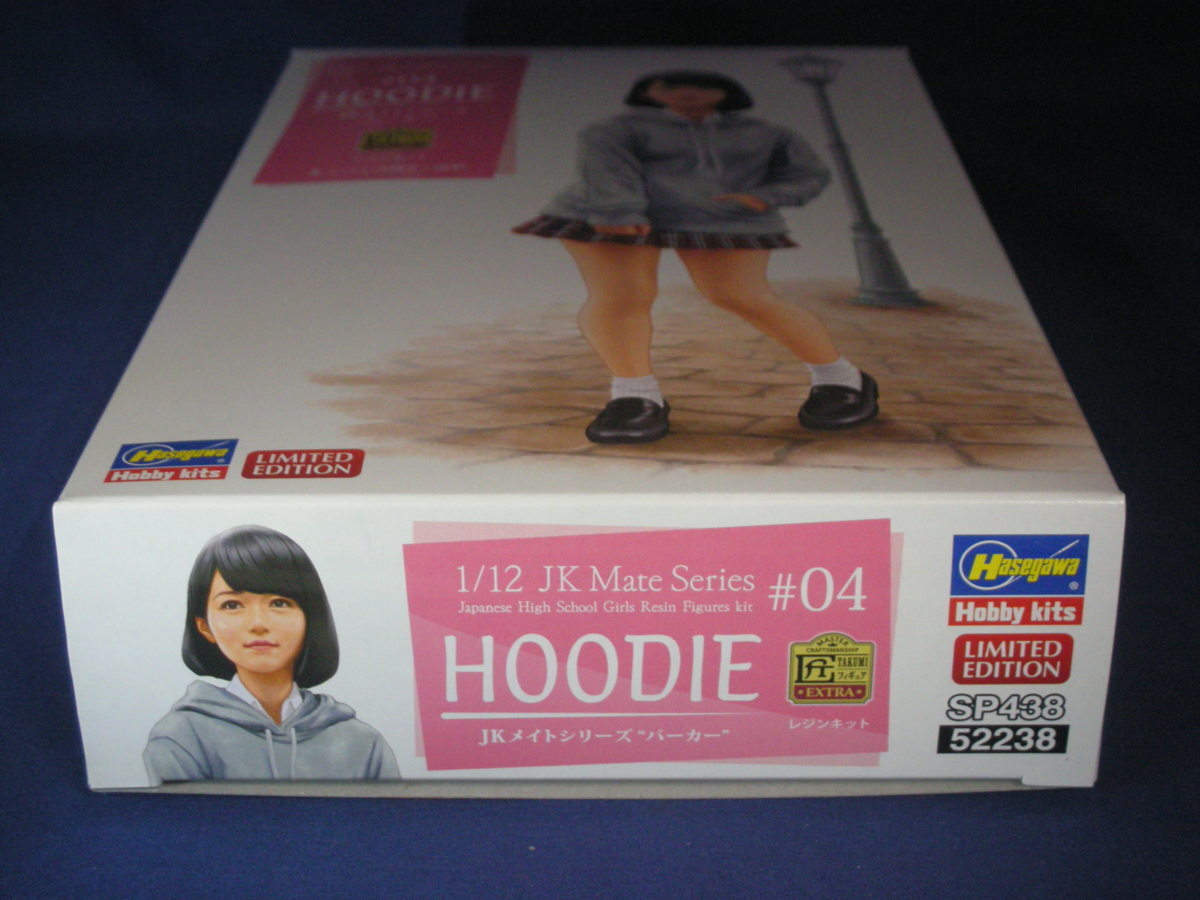 HOODIE
Hasegawa
Hobby kits
LIMITED
EDITION
1/12 JK Mate Series #04
Japanese High School Girls Resin Figures kit
HOODIE
JKメイトシリーズ“パーカー”
MASTER
CRAFTSMANSHIP
匠
TAKUMI
フィギュア
EXTRA
レジンキット
Hasegawa®
Hobby kits
LIMITED
EDITION
SP438
52238